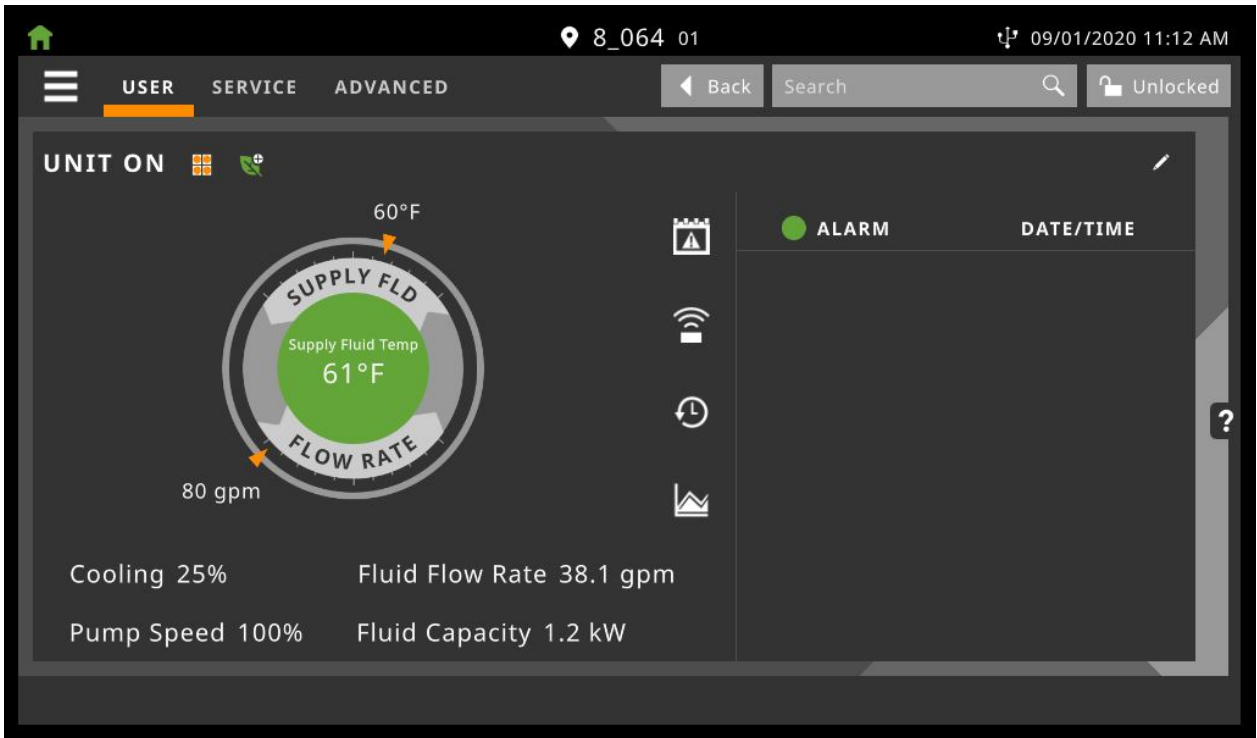 8_064 01
09/01/2020 11:12 AM
USER SERVICE ADVANCED
Back
Search
Unlocked
UNIT ON
60°F
SUPPLY FLD
Supply Fluid Temp
61°F
FLOW RATE
80 gpm
ALARM DATE/TIME
?
Cooling 25% Fluid Flow Rate 38.1 gpm
Pump Speed 100% Fluid Capacity 1.2 kW